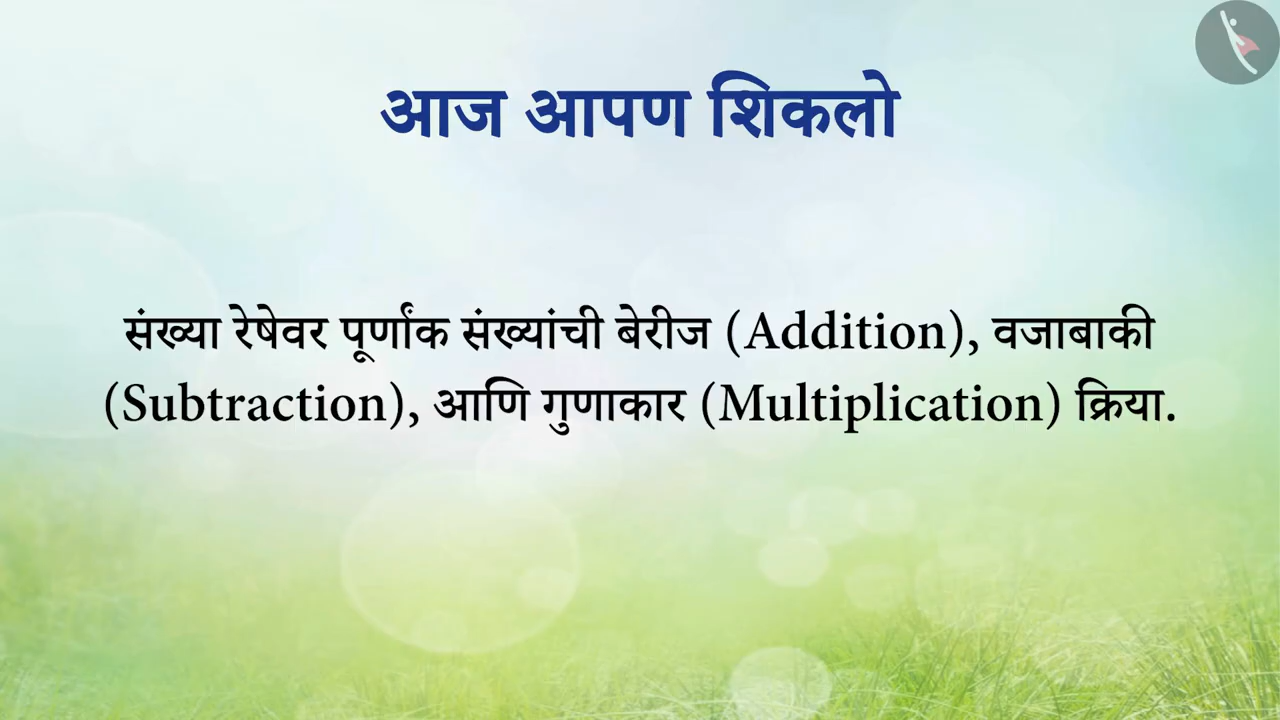 आज आपण शिकलो
संख्या रेषेवर पूर्णांक संख्यांची बेरीज (Addition), वजाबाकी
(Subtraction), आणि गुणाकार (Multiplication) क्रिया.